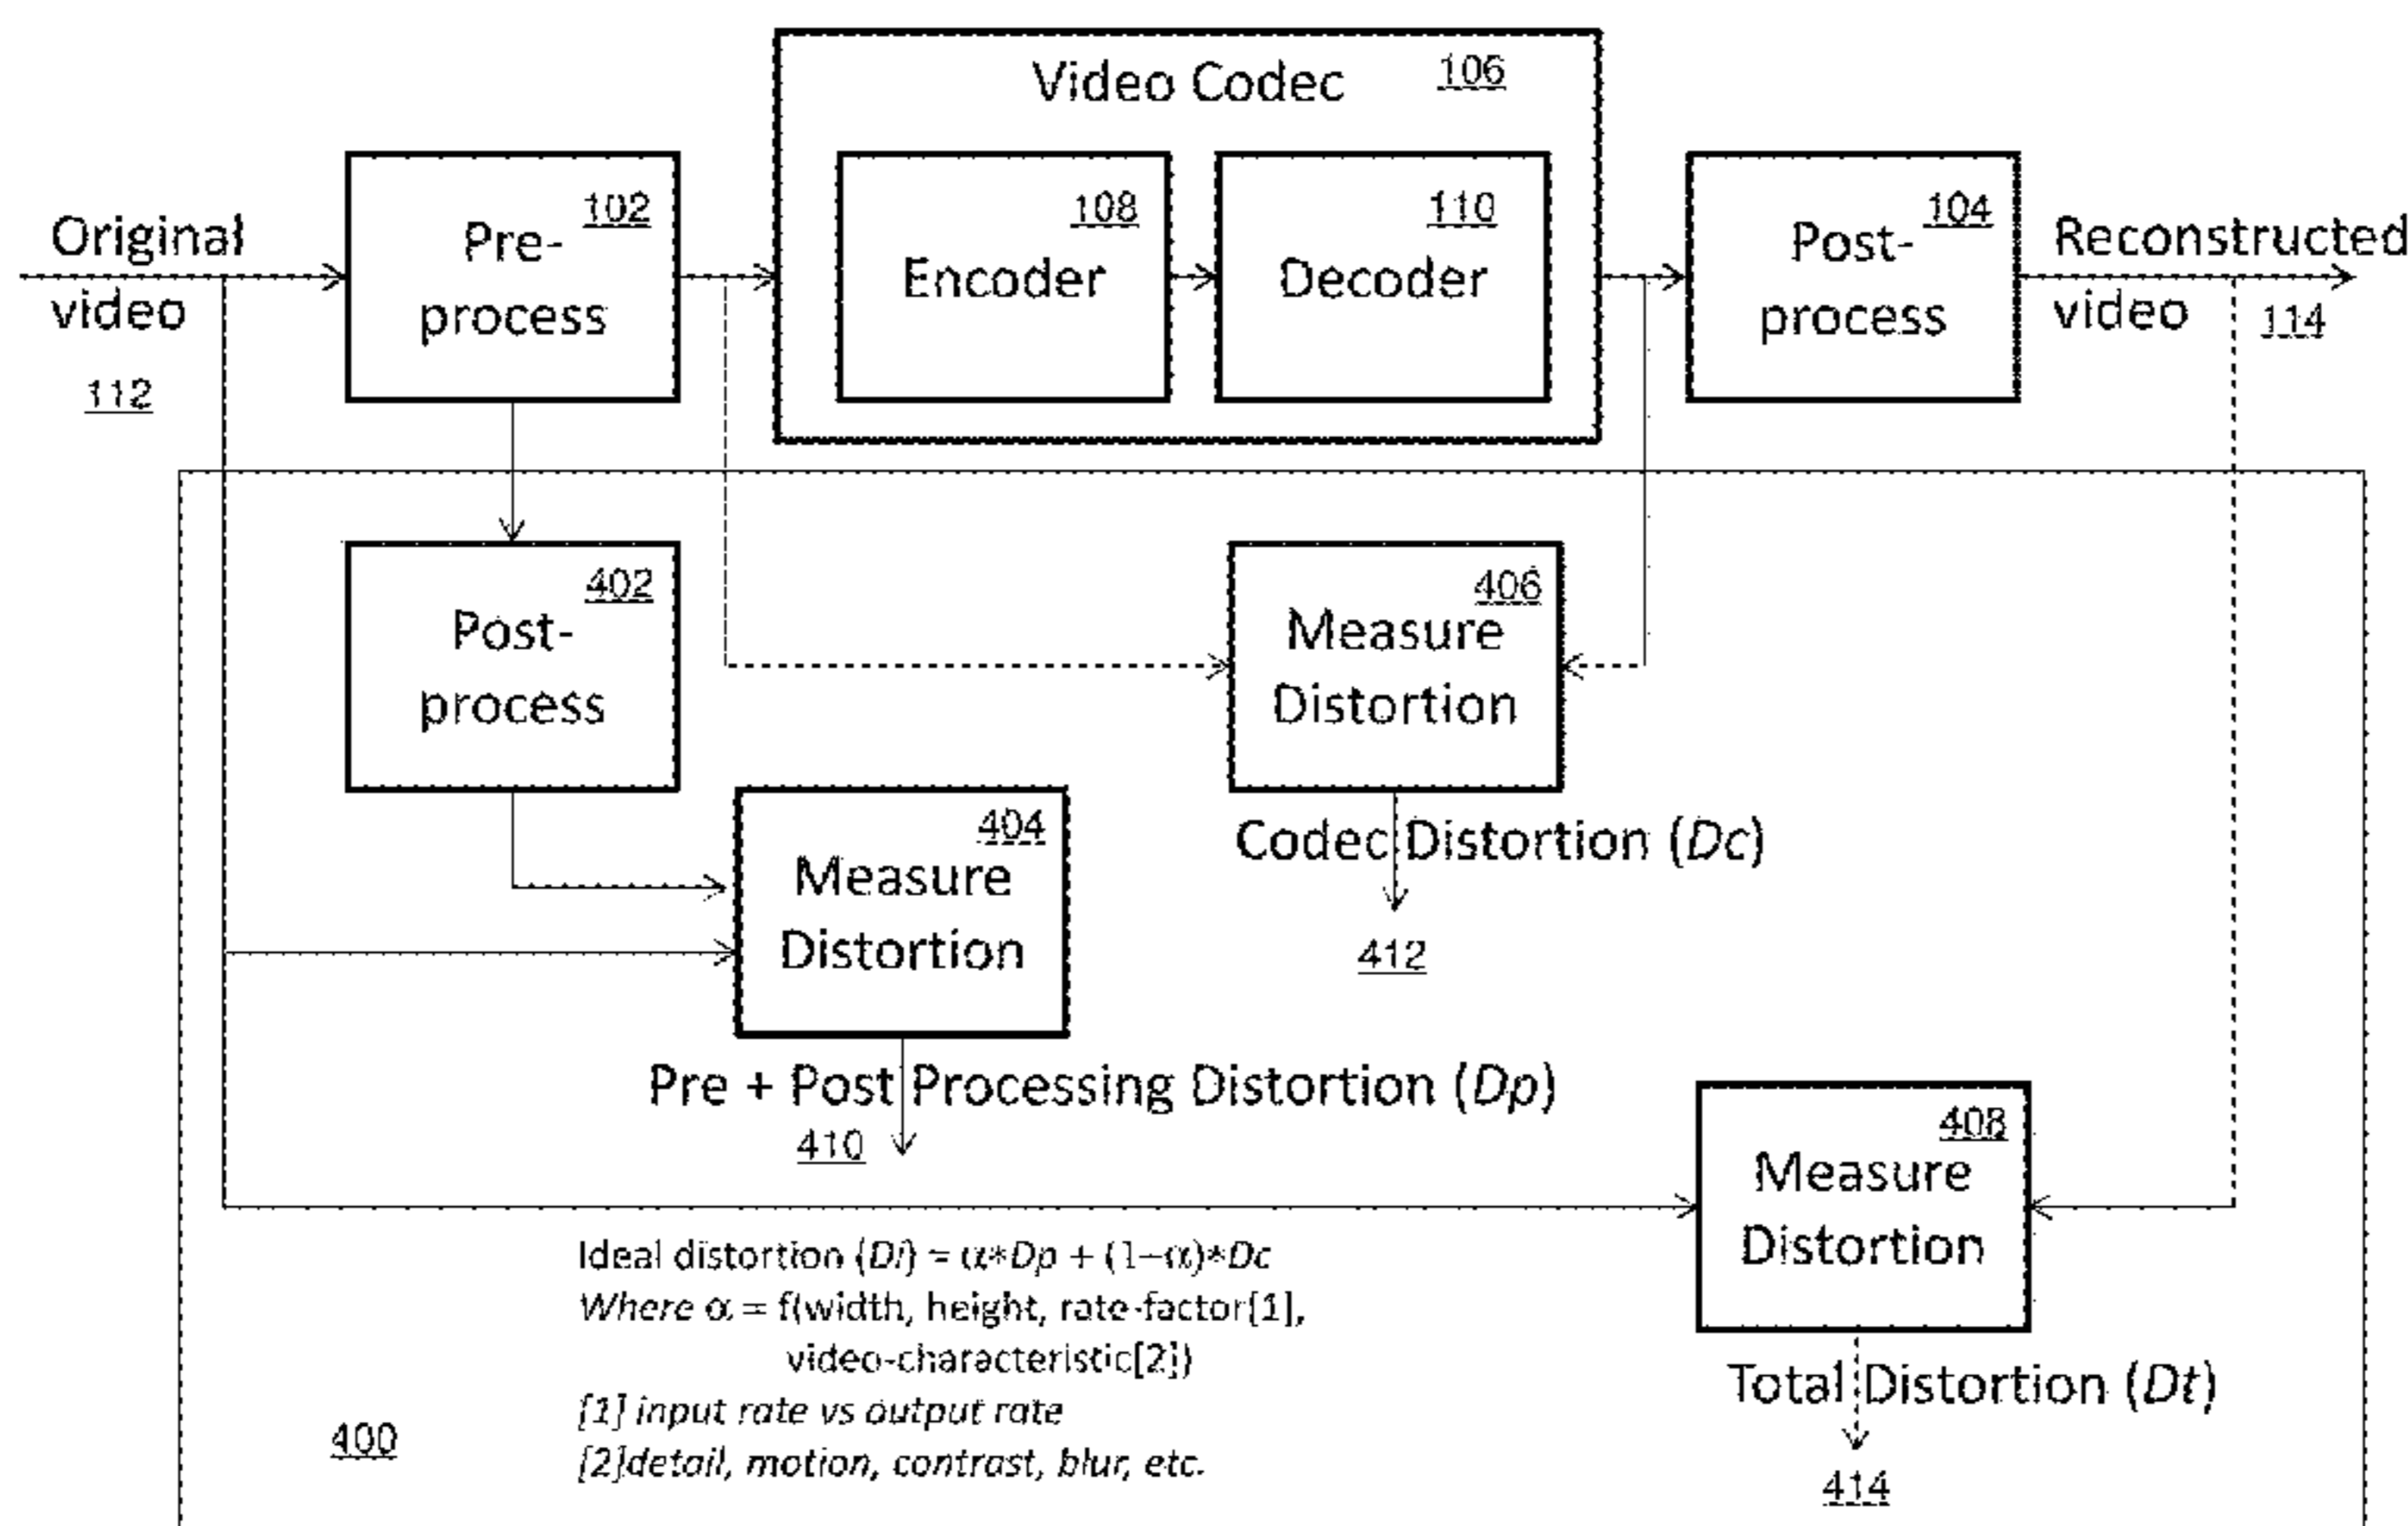 Video Codec 106
Original
video
112
102
Pre-
process
108
Encoder
110
Decoder
104
Post-
process
Reconstructed
video 114
402
Post-
process
406
Measure
Distortion
404
Measure
Distortion
Codec Distortion (Dc)
412
Pre + Post Processing Distortion (Dp)
410
408
Measure
Distortion
Ideal distortion (Di) = α*Dp + (1−α)*Dc
Where α = f(width, height, rate-factor[1],
video-characteristic[2])
[1] input rate vs output rate
[2]detail, motion, contrast, blur, etc.
400
Total Distortion (Dt)
414